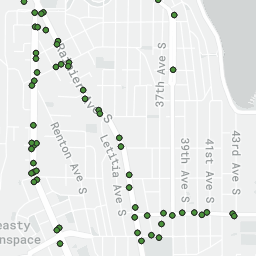 Rainier Ave S
37th Ave S
Renton Ave S
Letitia Ave S
39th Ave S
41st Ave S
43rd Ave S
easty
nspace